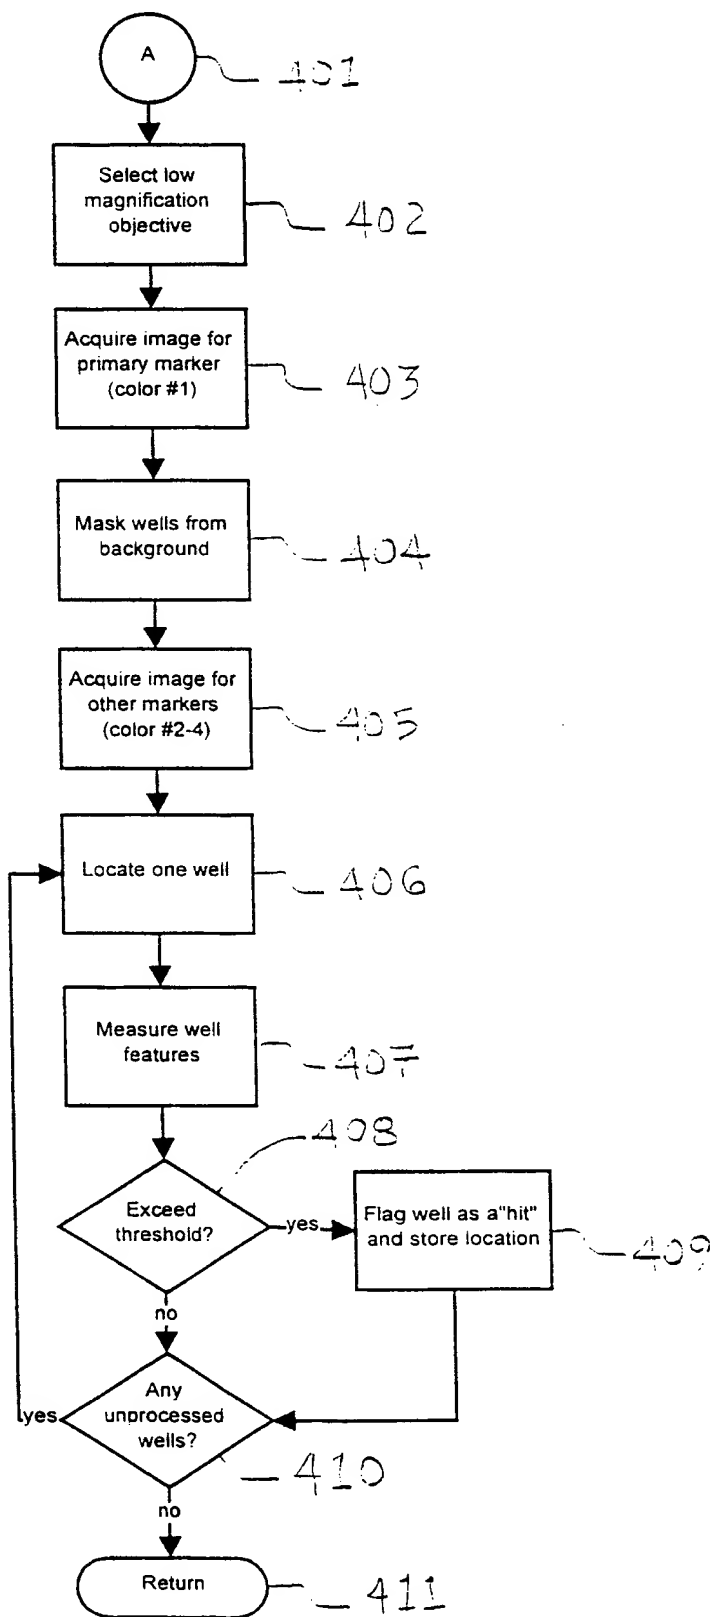 A
401
Select low
magnification
objective
402
Acquire image for
primary marker
(color #1)
403
Mask wells from
background
404
Acquire image for
other markers
(color #2-4)
405
Locate one well
406
Measure well
features
407
408
Exceed
threshold?
yes
Flag well as a"hit"
and store location
409
no
Any
unprocessed
wells?
yes
410
no
Return
411